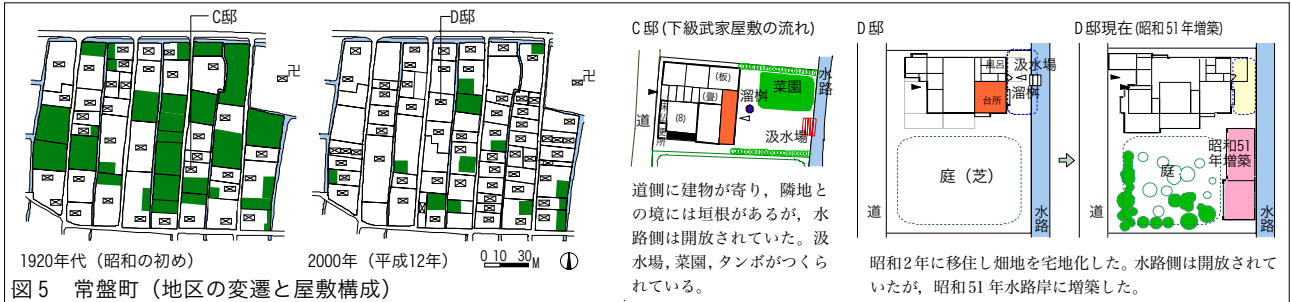 C邸
D邸
卍
卍
1920年代（昭和の初め）
2000年（平成12年）
0 10 30M
図5 常盤町（地区の変遷と屋敷構成）
C邸(下級武家屋敷の流れ)
(板)
(畳)
(8)
菜園
水路
溜桝
汲水場
道
道側に建物が寄り，隣地と
の境には垣根があるが，水
路側は開放されていた。汲
水場，菜園，タンボがつくら
れている。
D邸
風呂
汲水場
台所
溜桝
庭（芝）
道
水路
D邸現在(昭和51年増築)
昭和51
年増築
庭
道
水路
昭和2年に移住し畑地を宅地化した。水路側は開放されて
いたが，昭和51年水路岸に増築した。